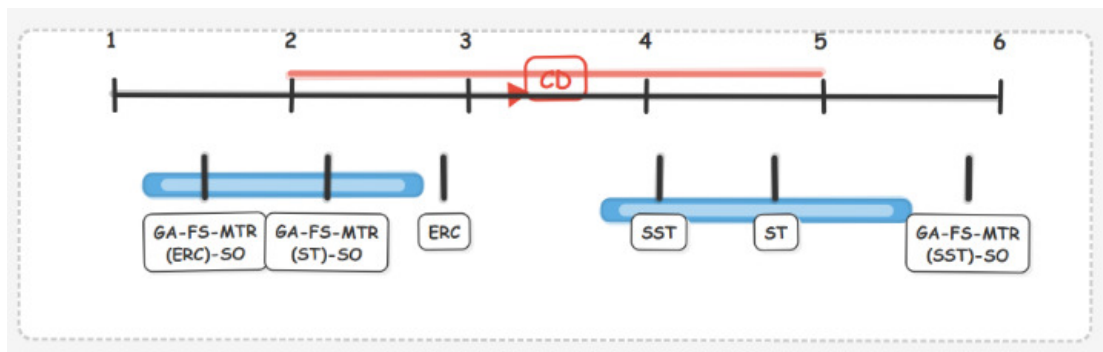 1 2 3 4 5 6
CD
GA-FS-MTR
(ERC)-SO
GA-FS-MTR
(ST)-SO
ERC
SST
ST
GA-FS-MTR
(SST)-SO